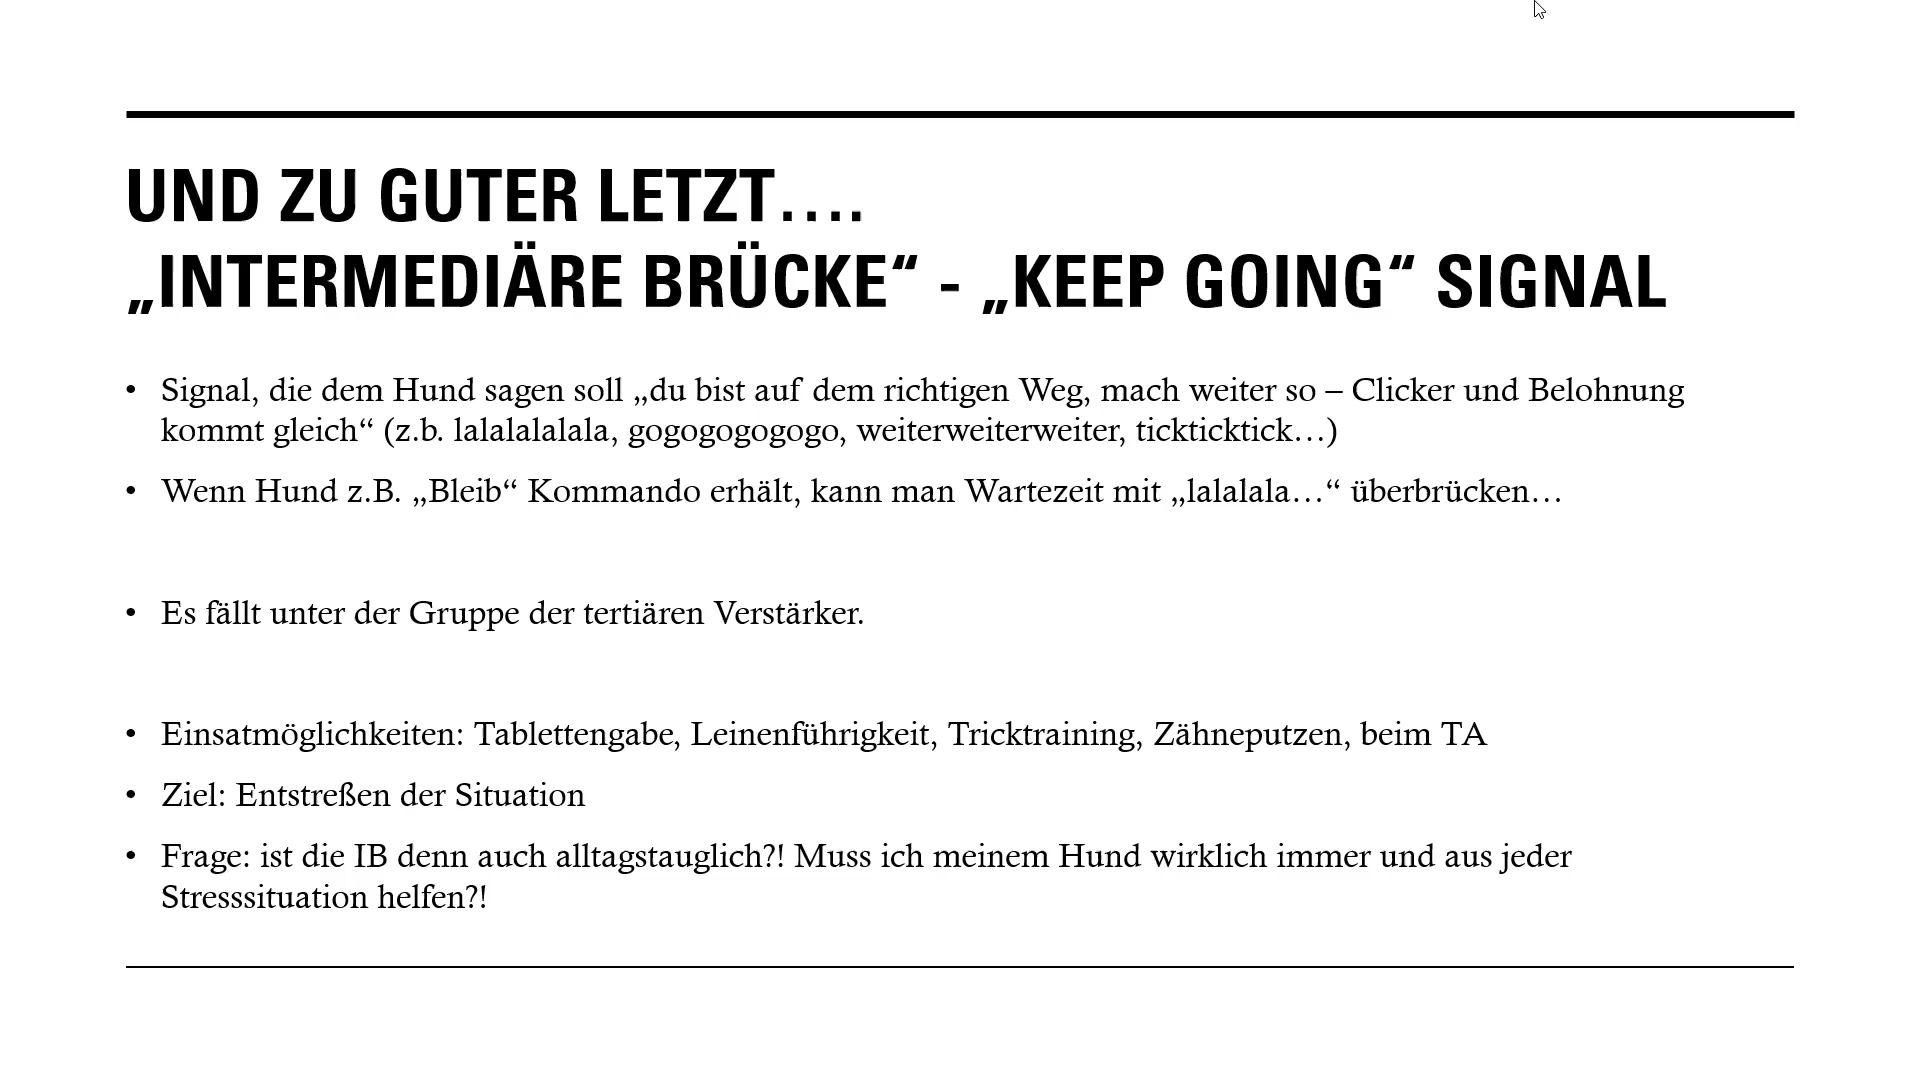 UND ZU GUTER LETZT….
„INTERMEDIÄRE BRÜCKE“ - „KEEP GOING“ SIGNAL
• Signal, die dem Hund sagen soll „du bist auf dem richtigen Weg, mach weiter so – Clicker und Belohnung
kommt gleich“ (z.b. lalalalalala, gogogogogogo, weiterweiterweiter, tickticktick…)
• Wenn Hund z.B. „Bleib“ Kommando erhält, kann man Wartezeit mit „lalalala…“ überbrücken…
• Es fällt unter der Gruppe der tertiären Verstärker.
• Einsatmöglichkeiten: Tablettengabe, Leinenführigkeit, Tricktraining, Zähneputzen, beim TA
• Ziel: Entstreßen der Situation
• Frage: ist die IB denn auch alltagstauglich?! Muss ich meinem Hund wirklich immer und aus jeder
Stresssituation helfen?!